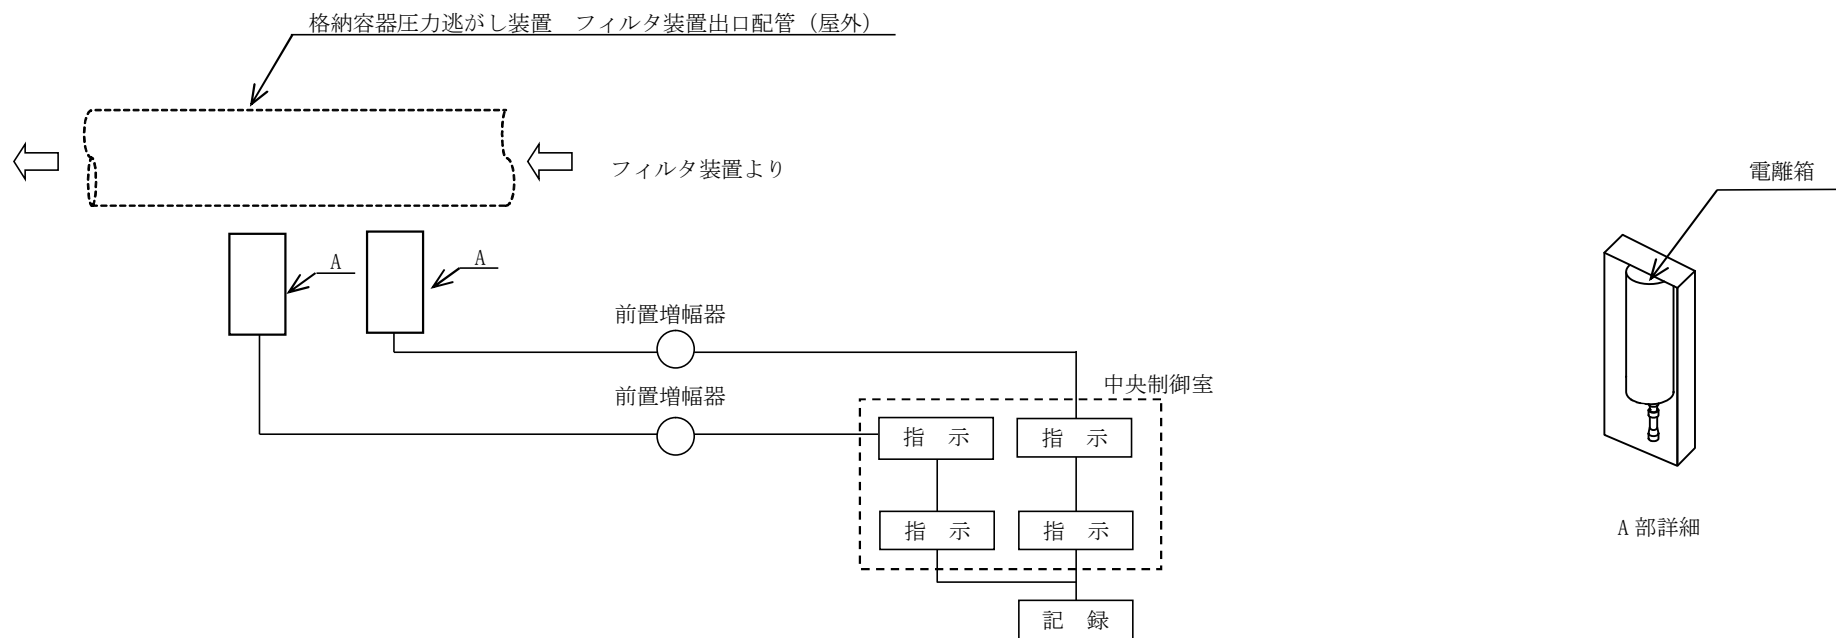 格納容器圧力逃がし装置　フィルタ装置出口配管（屋外）
フィルタ装置より
電離箱
A
A
前置増幅器
中央制御室
前置増幅器
指　示
指　示
指　示
指　示
A 部詳細
記　録